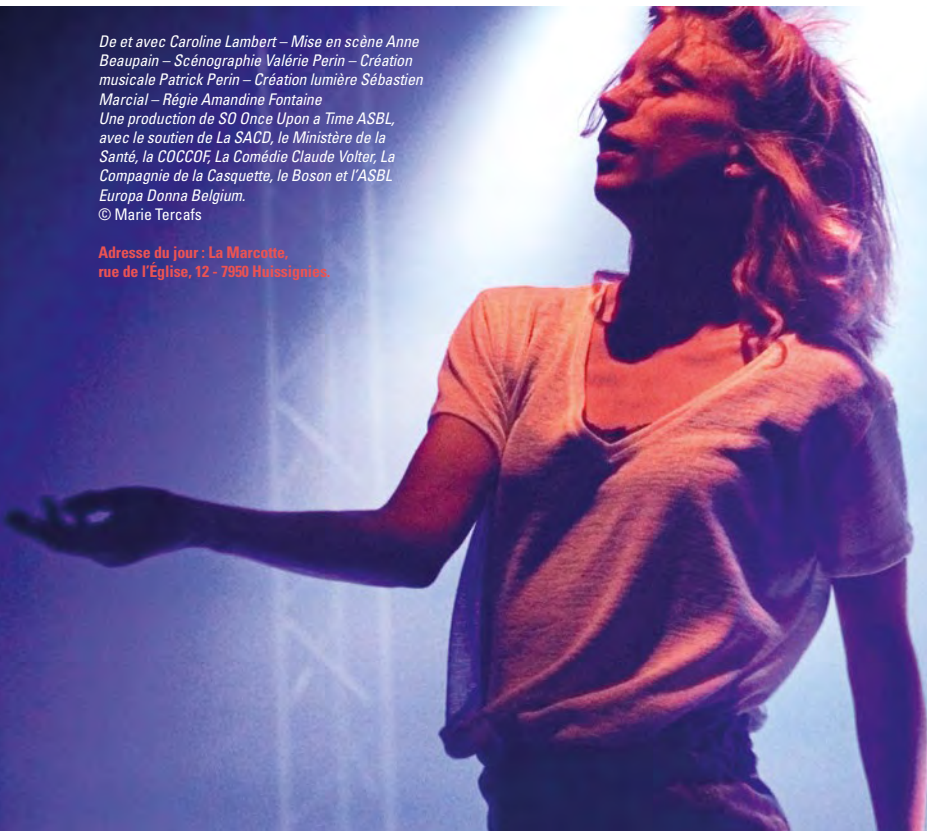 De et avec Caroline Lambert – Mise en scène Anne
Beaupain – Scénographie Valérie Perin – Création
musicale Patrick Perin – Création lumière Sébastien
Marcial – Régie Amandine Fontaine
Une production de SO Once Upon a Time ASBL,
avec le soutien de La SACD, le Ministère de la
Santé, la COCCOF, La Comédie Claude Volter, La
Compagnie de la Casquette, le Boson et l'ASBL
Europa Donna Belgium.
© Marie Tercafs
Adresse du jour : La Marcotte,
rue de l'Église, 12 - 7950 Huissignies.